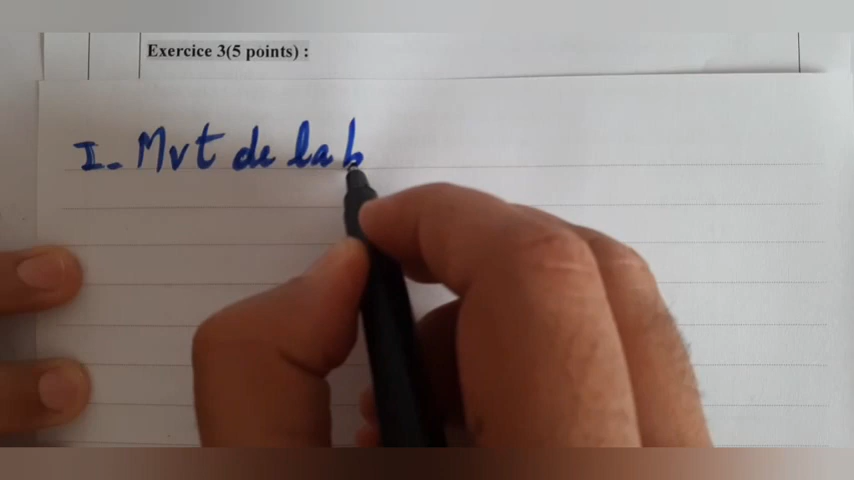 Exercice 3(5 points) :
I- Mvt de la b